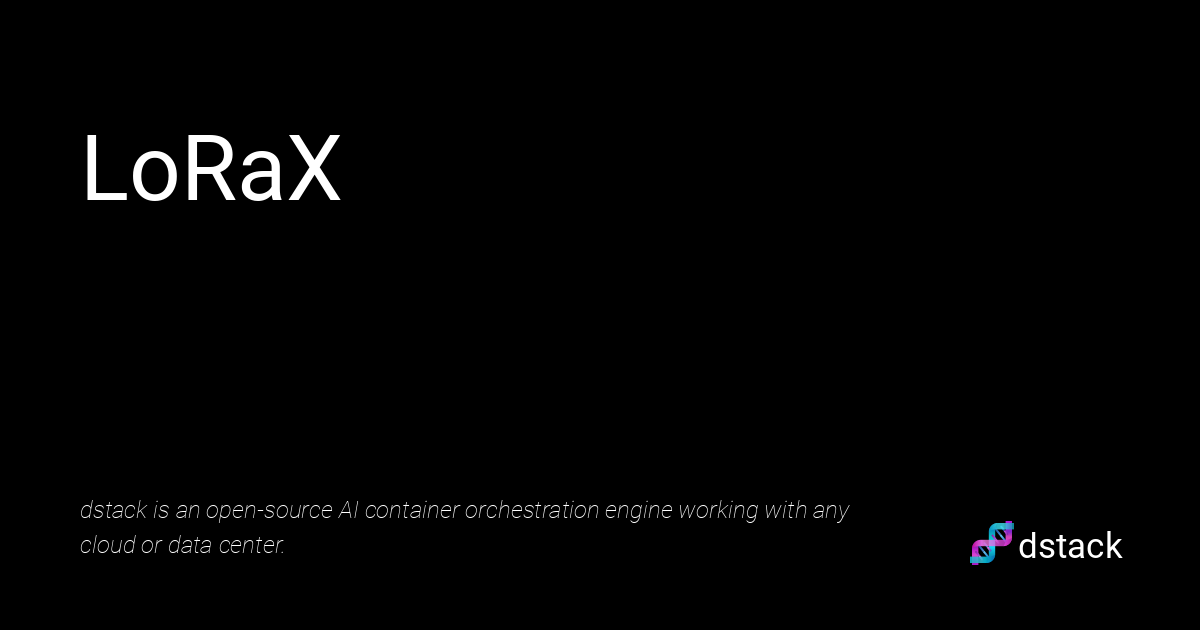 LoRaX
dstack is an open-source AI container orchestration engine working with any
cloud or data center.
dstack